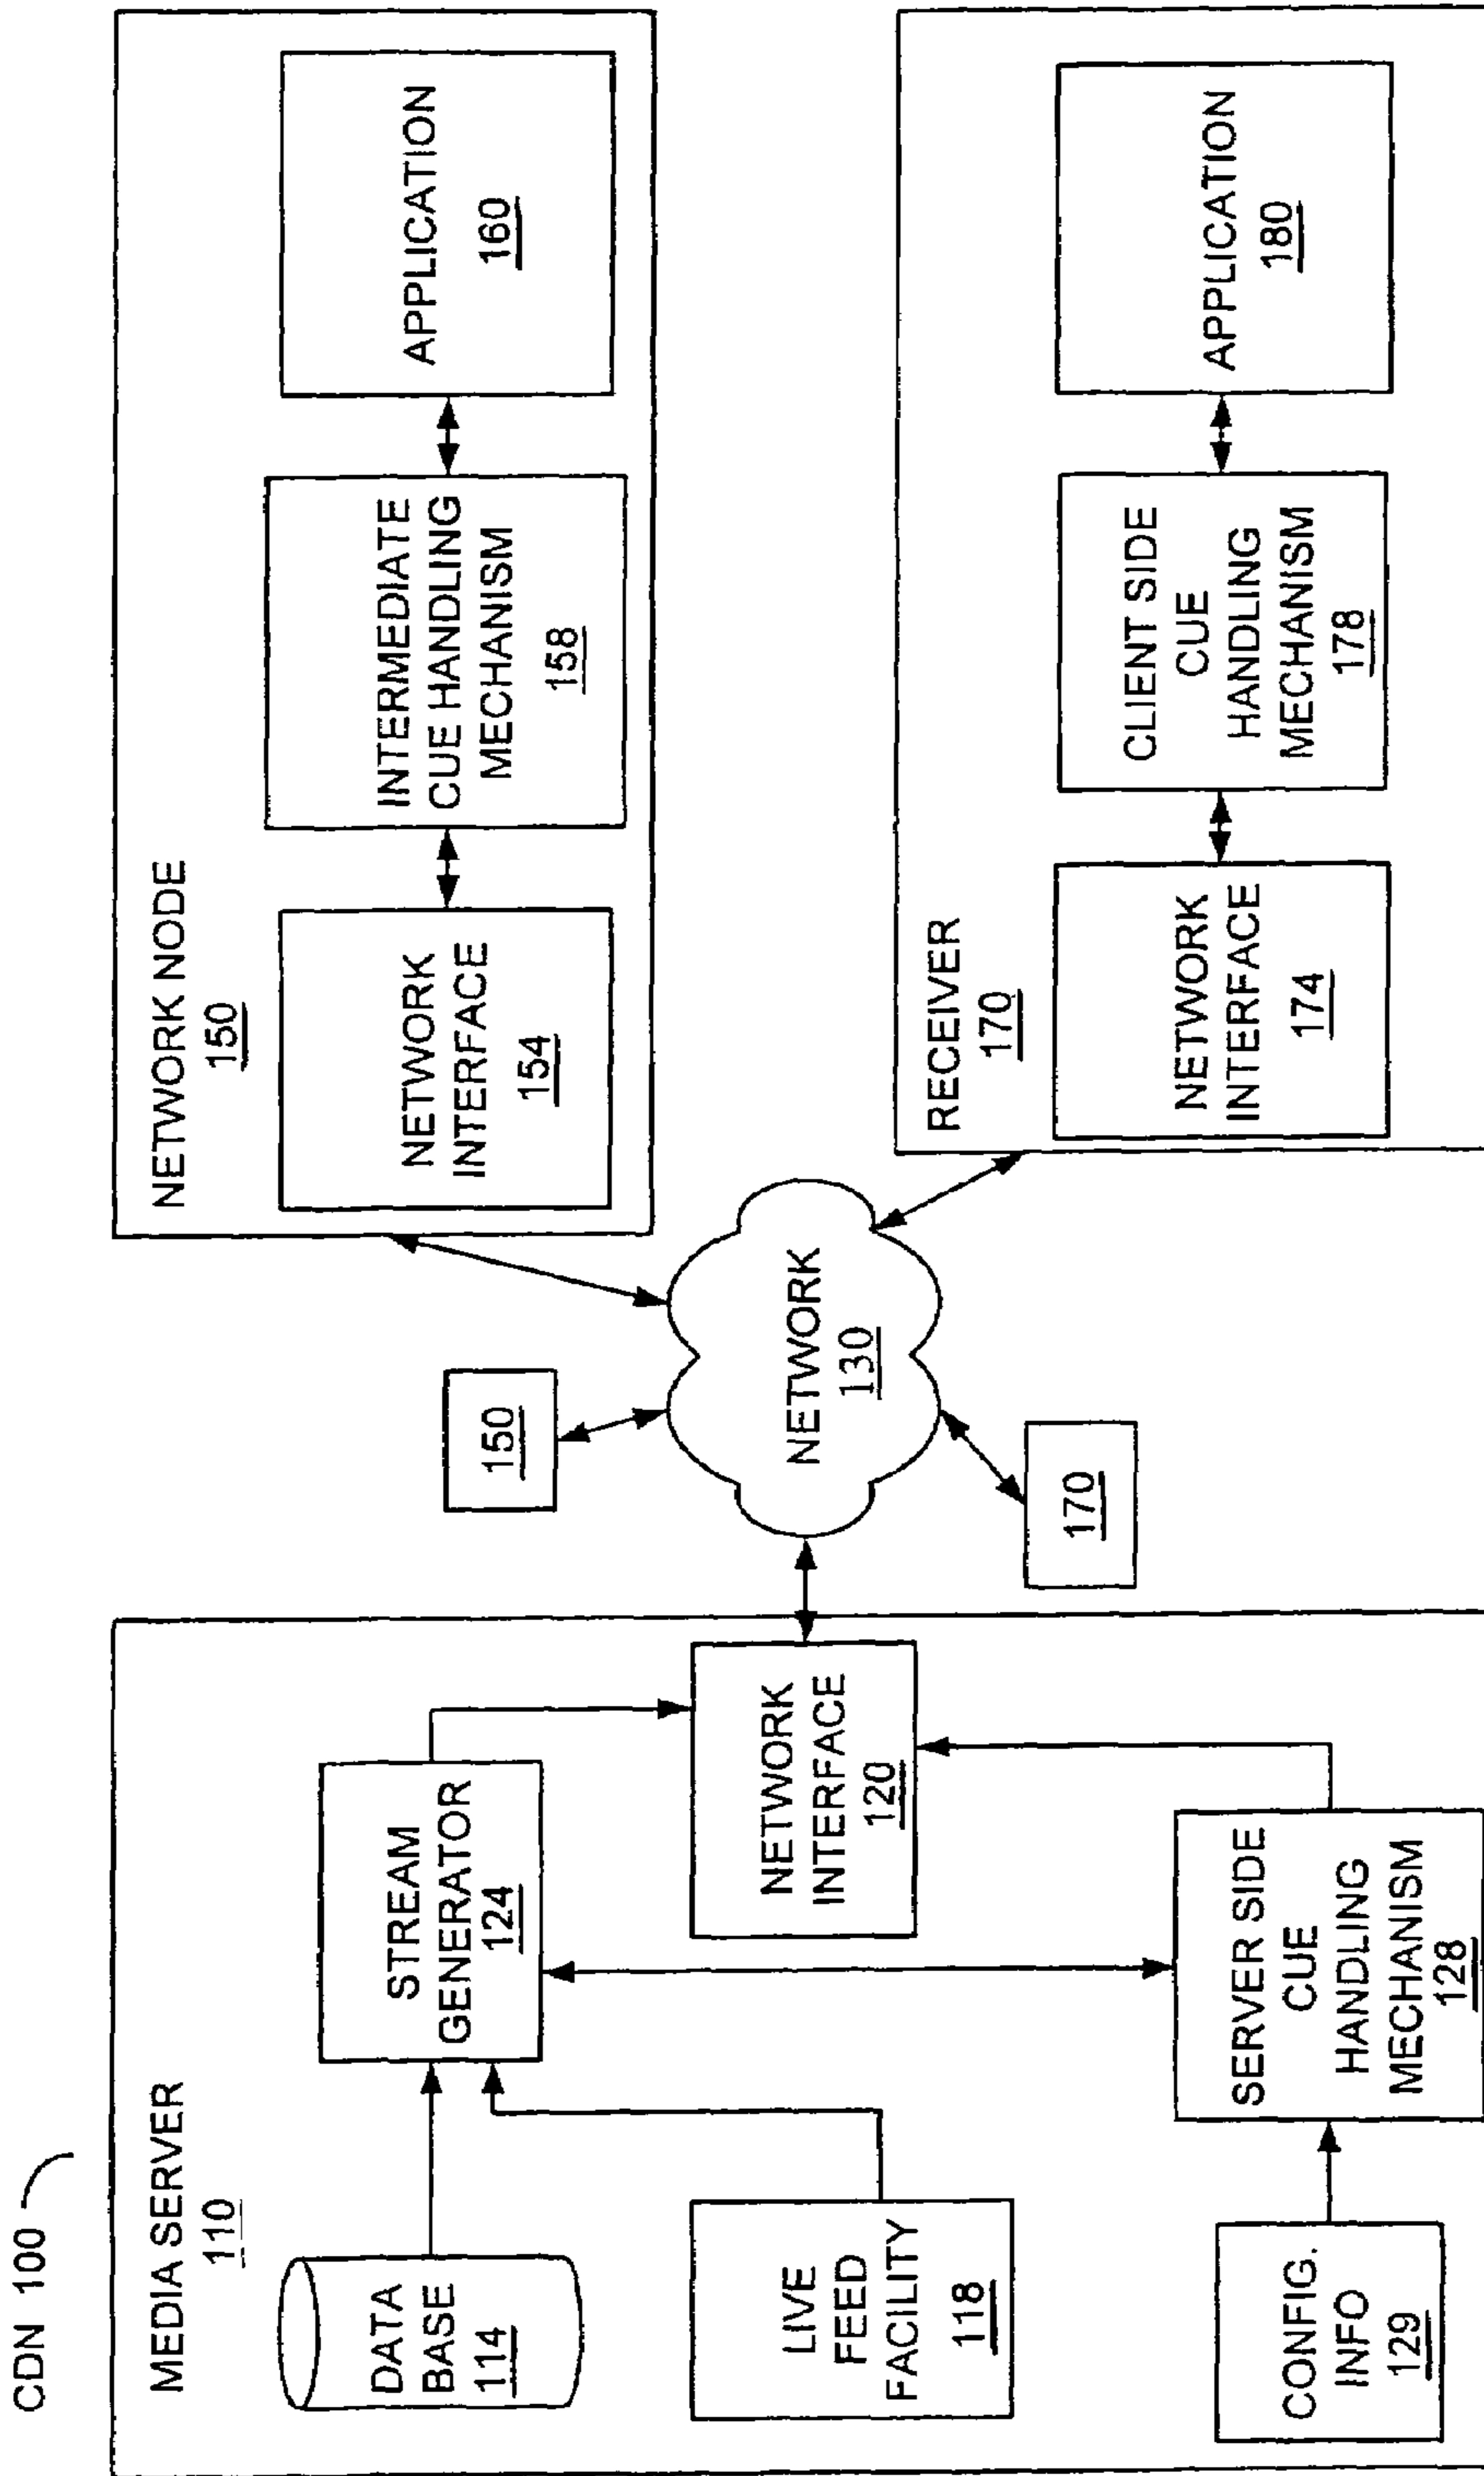 CDN 100
MEDIA SERVER
110
DATA
BASE
114
LIVE
FEED
FACILITY
118
CONFIG.
INFO
129
STREAM
GENERATOR
124
SERVER SIDE
CUE
HANDLING
MECHANISM
128
NETWORK
INTERFACE
120
150
170
NETWORK
130
NETWORK NODE
150
NETWORK
INTERFACE
154
INTERMEDIATE
CUE HANDLING
MECHANISM
158
APPLICATION
160
RECEIVER
170
NETWORK
INTERFACE
174
CLIENT SIDE
CUE
HANDLING
MECHANISM
178
APPLICATION
180